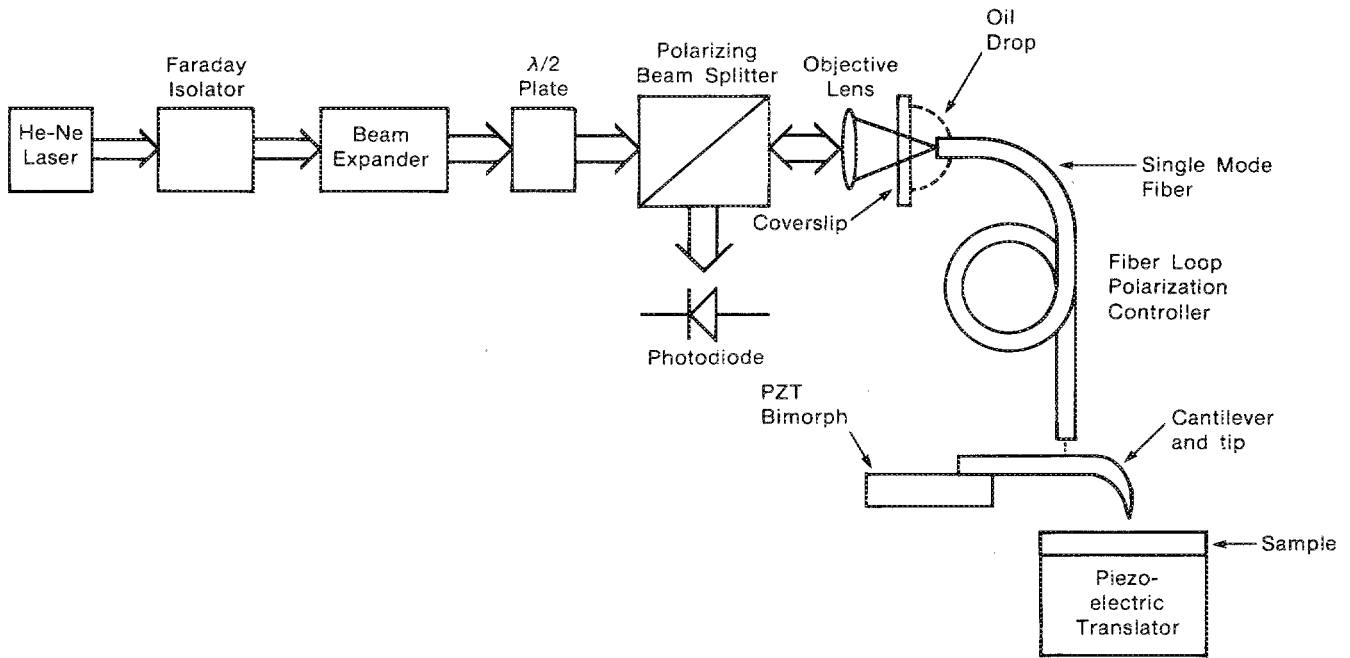 Oil
Drop
Polarizing
Beam Splitter
Objective
Lens
Faraday
Isolator
λ/2
Plate
He-Ne
Laser
Beam
Expander
Single Mode
Fiber
Coverslip
Fiber Loop
Polarization
Controller
Photodiode
PZT
Bimorph
Cantilever
and tip
Sample
Piezo-
electric
Translator